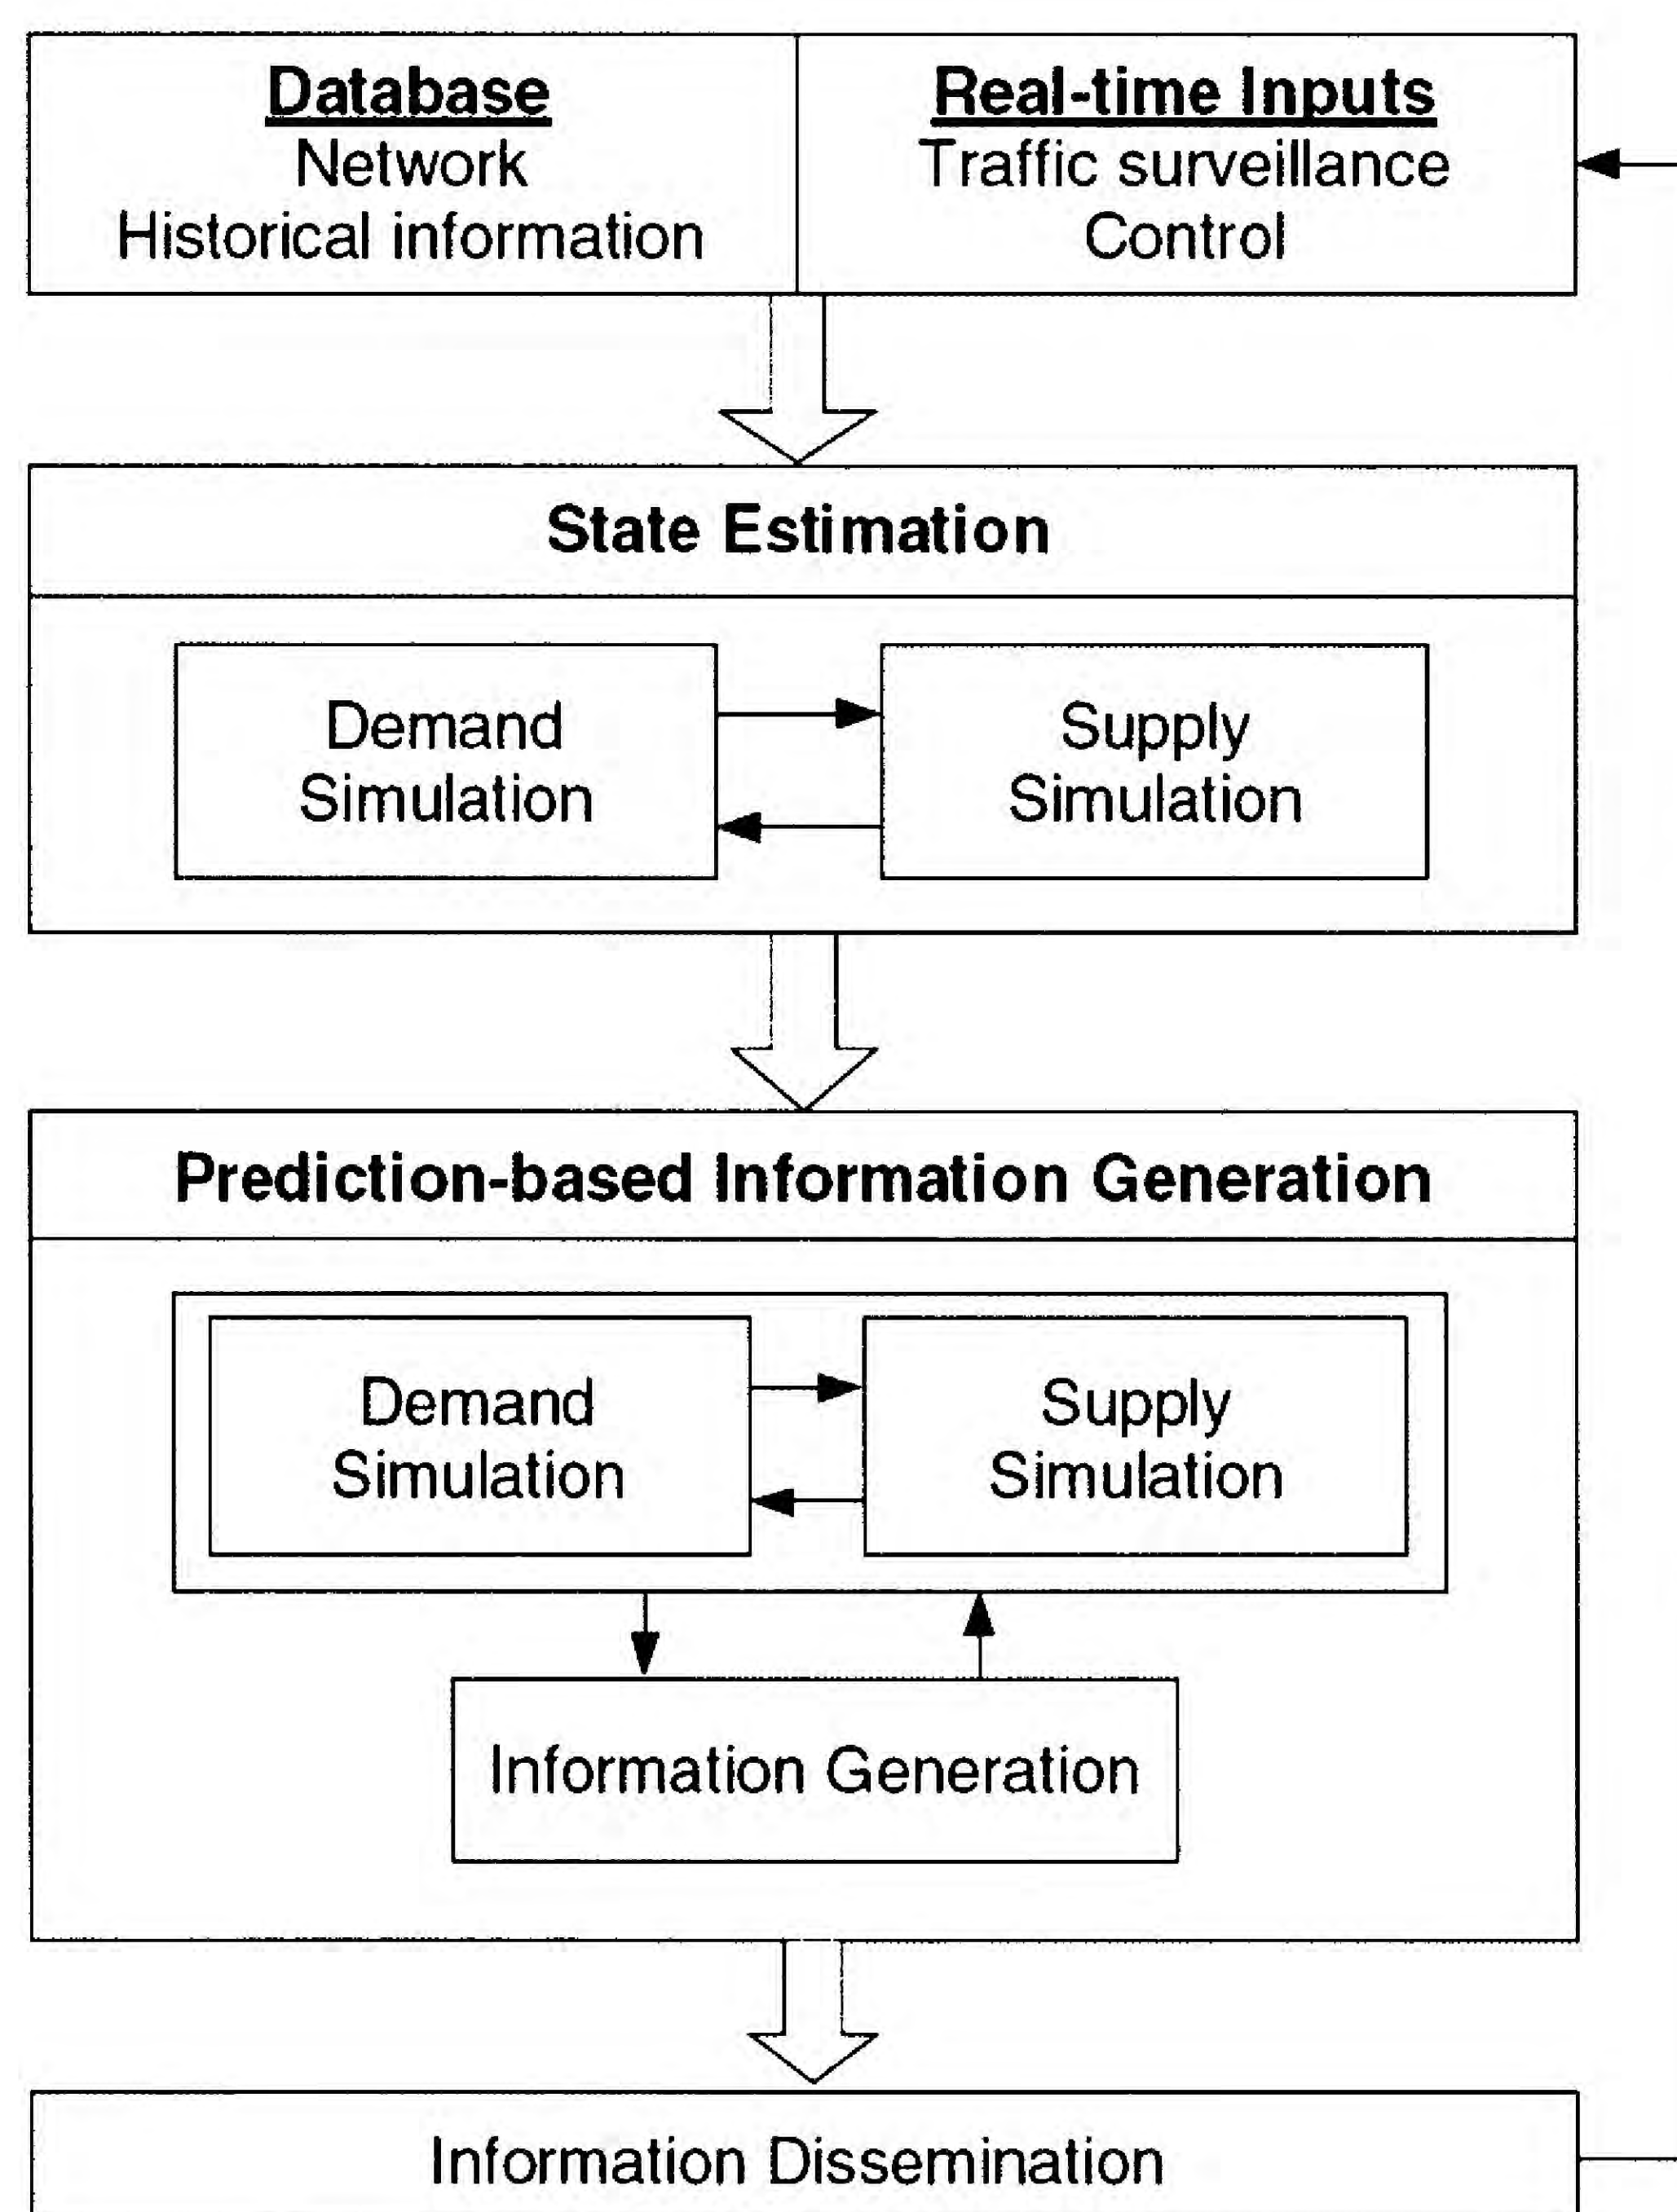 Database
Network
Historical information
Real-time Inputs
Traffic surveillance
Control
State Estimation
Demand
Simulation
Supply
Simulation
Prediction-based Information Generation
Demand
Simulation
Supply
Simulation
Information Generation
Information Dissemination